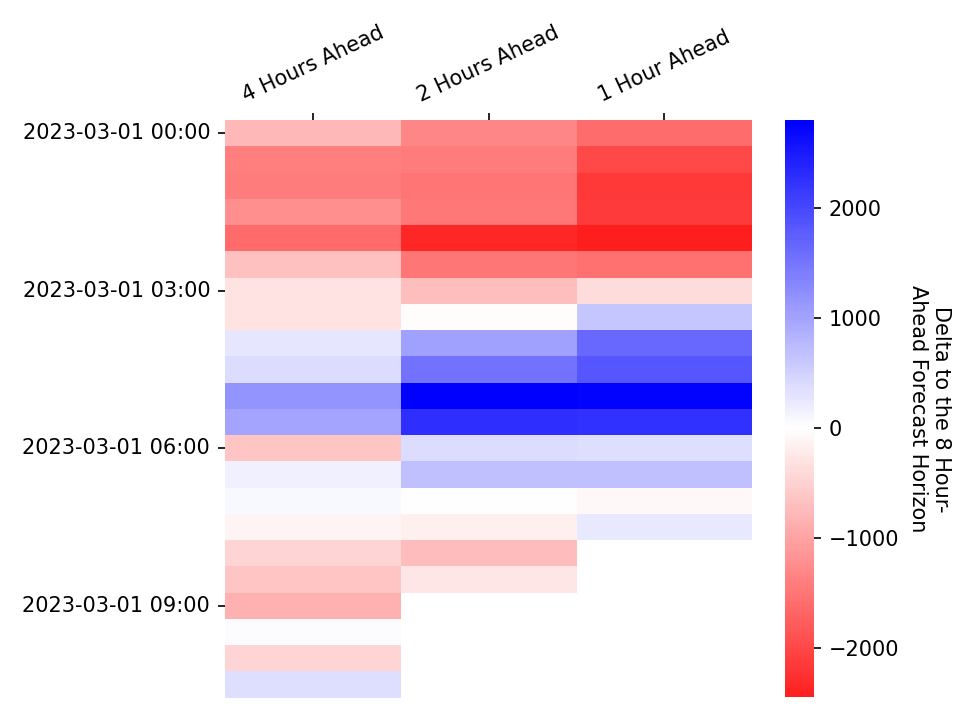 4 Hours Ahead
2 Hours Ahead
1 Hour Ahead
2023-03-01 00:00
2023-03-01 03:00
2023-03-01 06:00
2023-03-01 09:00
2000
1000
0
−1000
−2000
Delta to the 8 Hour-
Ahead Forecast Horizon